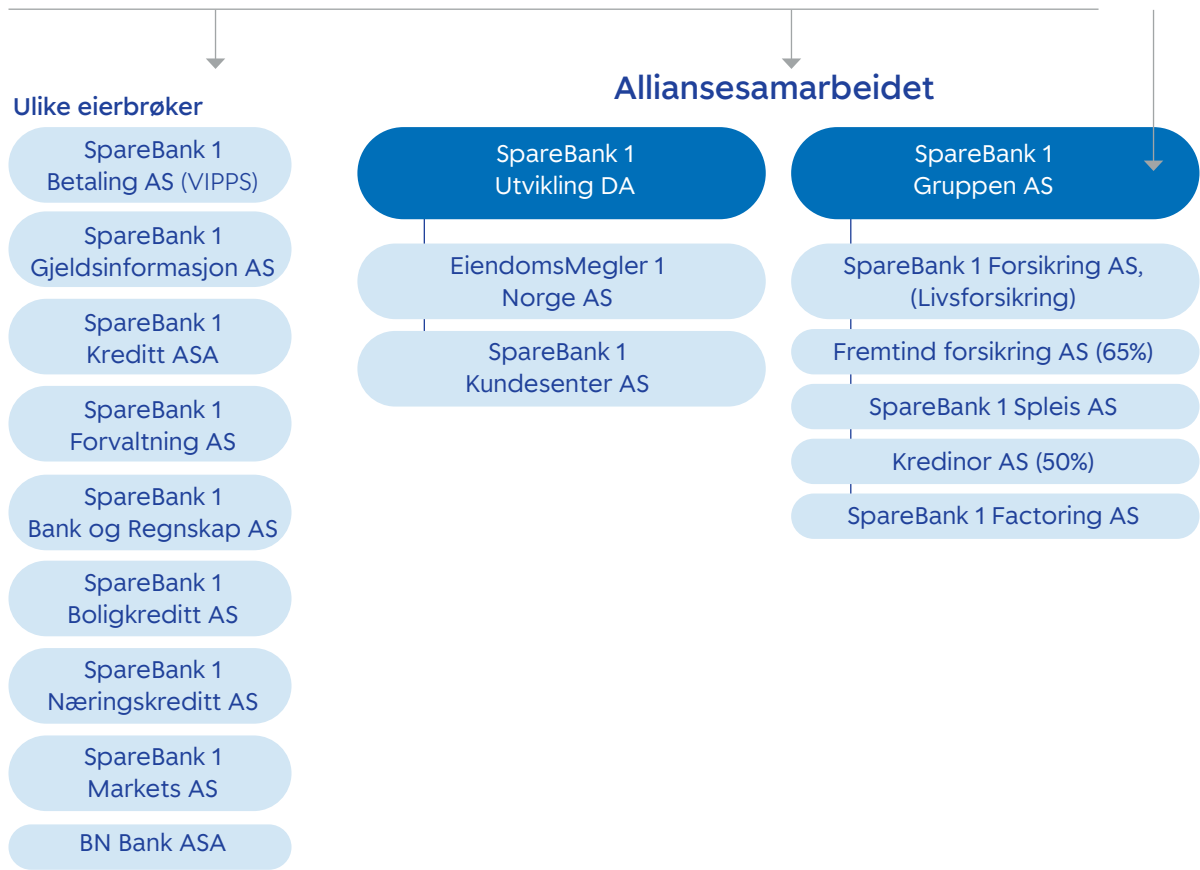 Ulike eierbrøker
SpareBank 1
Betaling AS (VIPPS)
SpareBank 1
Gjeldsinformasjon AS
SpareBank 1
Kreditt ASA
SpareBank 1
Forvaltning AS
SpareBank 1
Bank og Regnskap AS
SpareBank 1
Boligkreditt AS
SpareBank 1
Næringskreditt AS
SpareBank 1
Markets AS
BN Bank ASA
Alliansesamarbeidet
SpareBank 1
Utvikling DA
EiendomsMegler 1
Norge AS
SpareBank 1
Kundesenter AS
SpareBank 1
Gruppen AS
SpareBank 1 Forsikring AS,
(Livsforsikring)
Fremtind forsikring AS (65%)
SpareBank 1 Spleis AS
Kredinor AS (50%)
SpareBank 1 Factoring AS